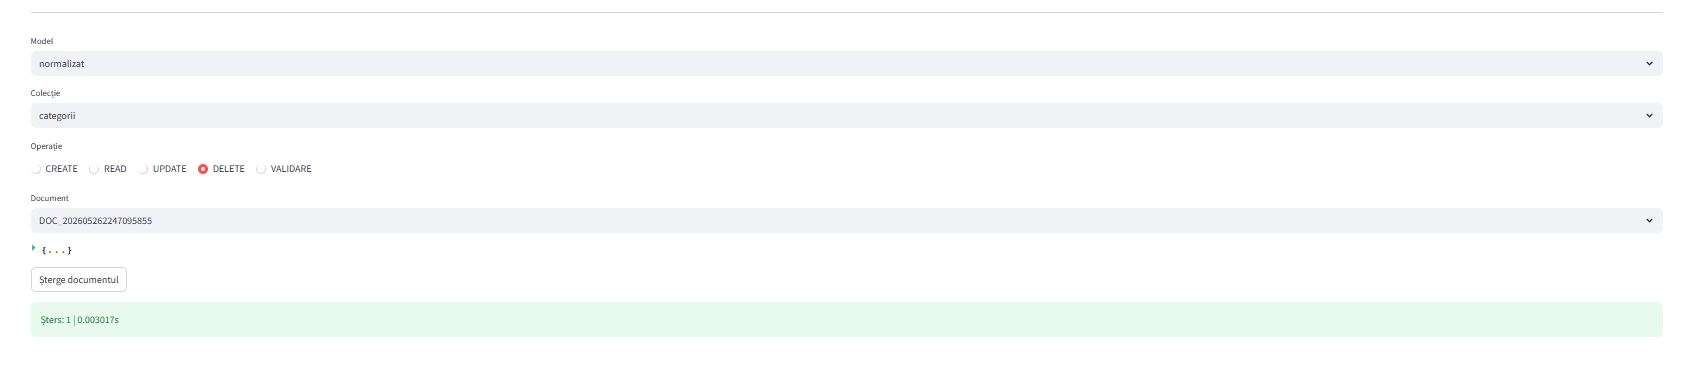 Model
normalizat
Colecție
categorii
Operație
CREATE READ UPDATE DELETE VALIDARE
Document
DOC_202605262247095855
{...}
Șterge documentul
Șters: 1 | 0.003017s